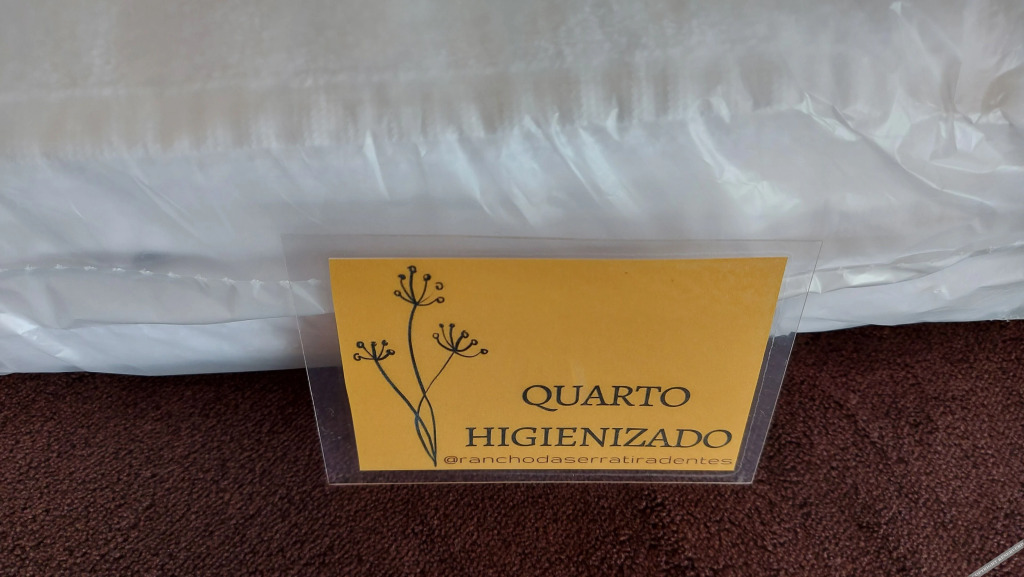 QUARTO
HIGIENIZADO
@ranchodaserratiradentes